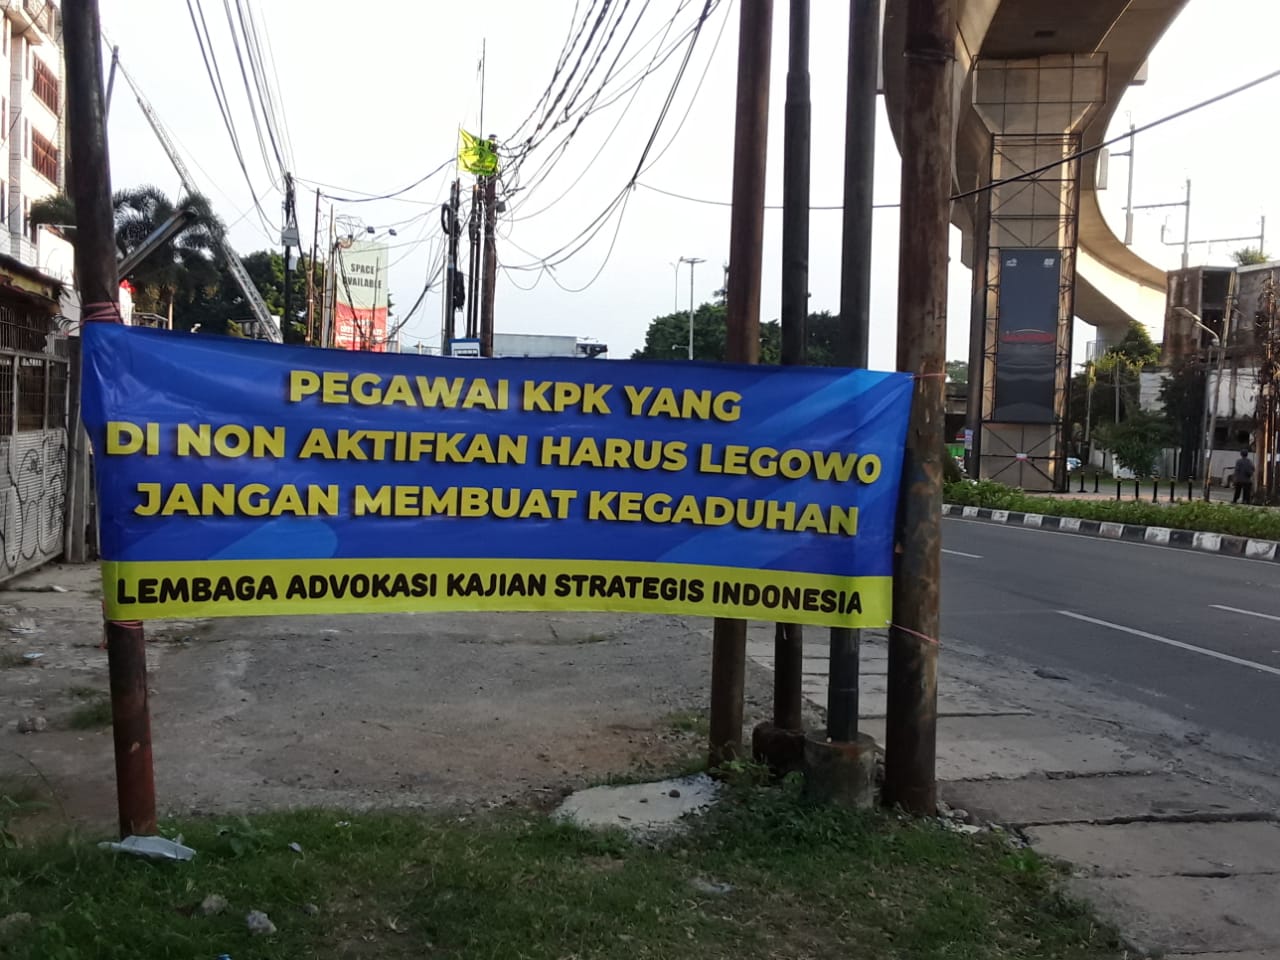 PEGAWAI KPK YANG
DI NON AKTIFKAN HARUS LEGOWO
JANGAN MEMBUAT KEGADUHAN
LEMBAGA ADVOKASI KAJIAN STRATEGIS INDONESIA
SPACE
AVAILABLE